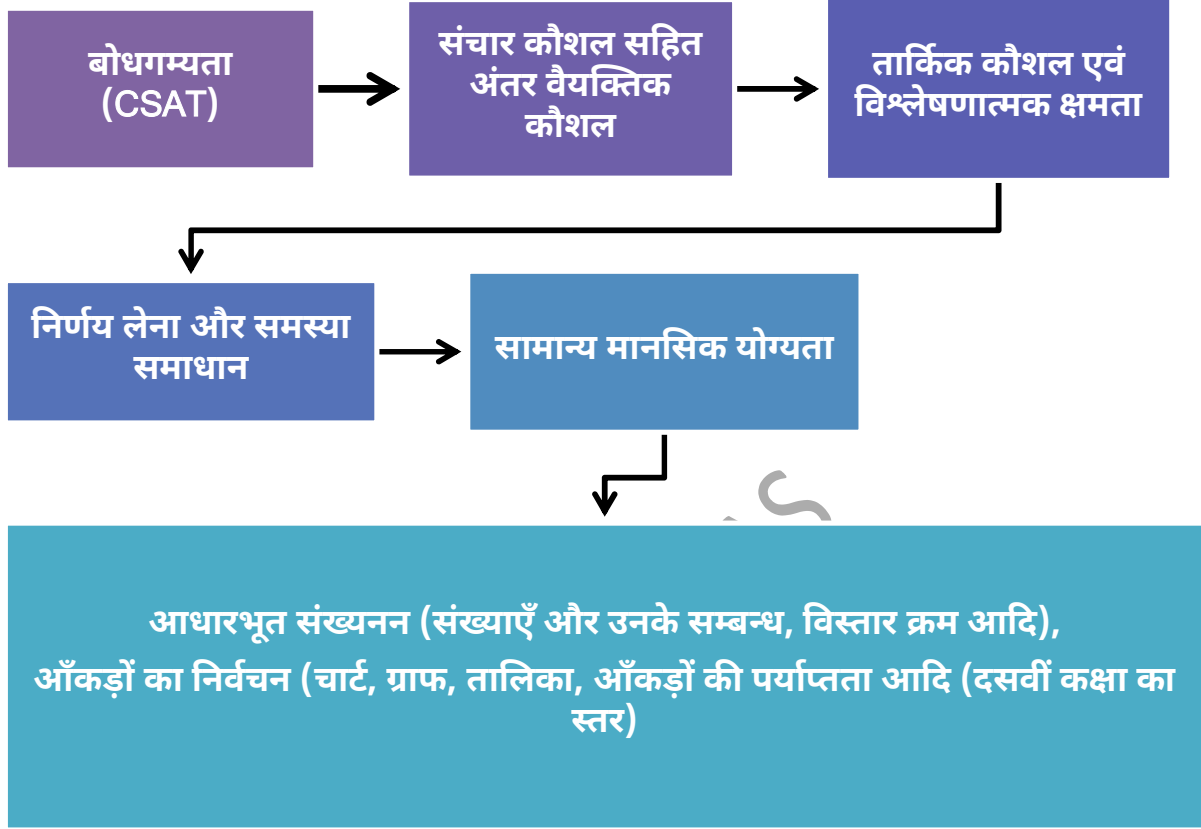 बोधगम्यता
(CSAT)
संचार कौशल सहित
अंतर वैयक्तिक
कौशल
तार्किक कौशल एवं
विश्लेषणात्मक क्षमता
निर्णय लेना और समस्या
समाधान
सामान्य मानसिक योग्यता
आधारभूत संख्यनन (संख्याएँ और उनके सम्बन्ध, विस्तार क्रम आदि),
आँकड़ों का निर्वचन (चार्ट, ग्राफ, तालिका, आँकड़ों की पर्याप्तता आदि (दसवीं कक्षा का
स्तर)